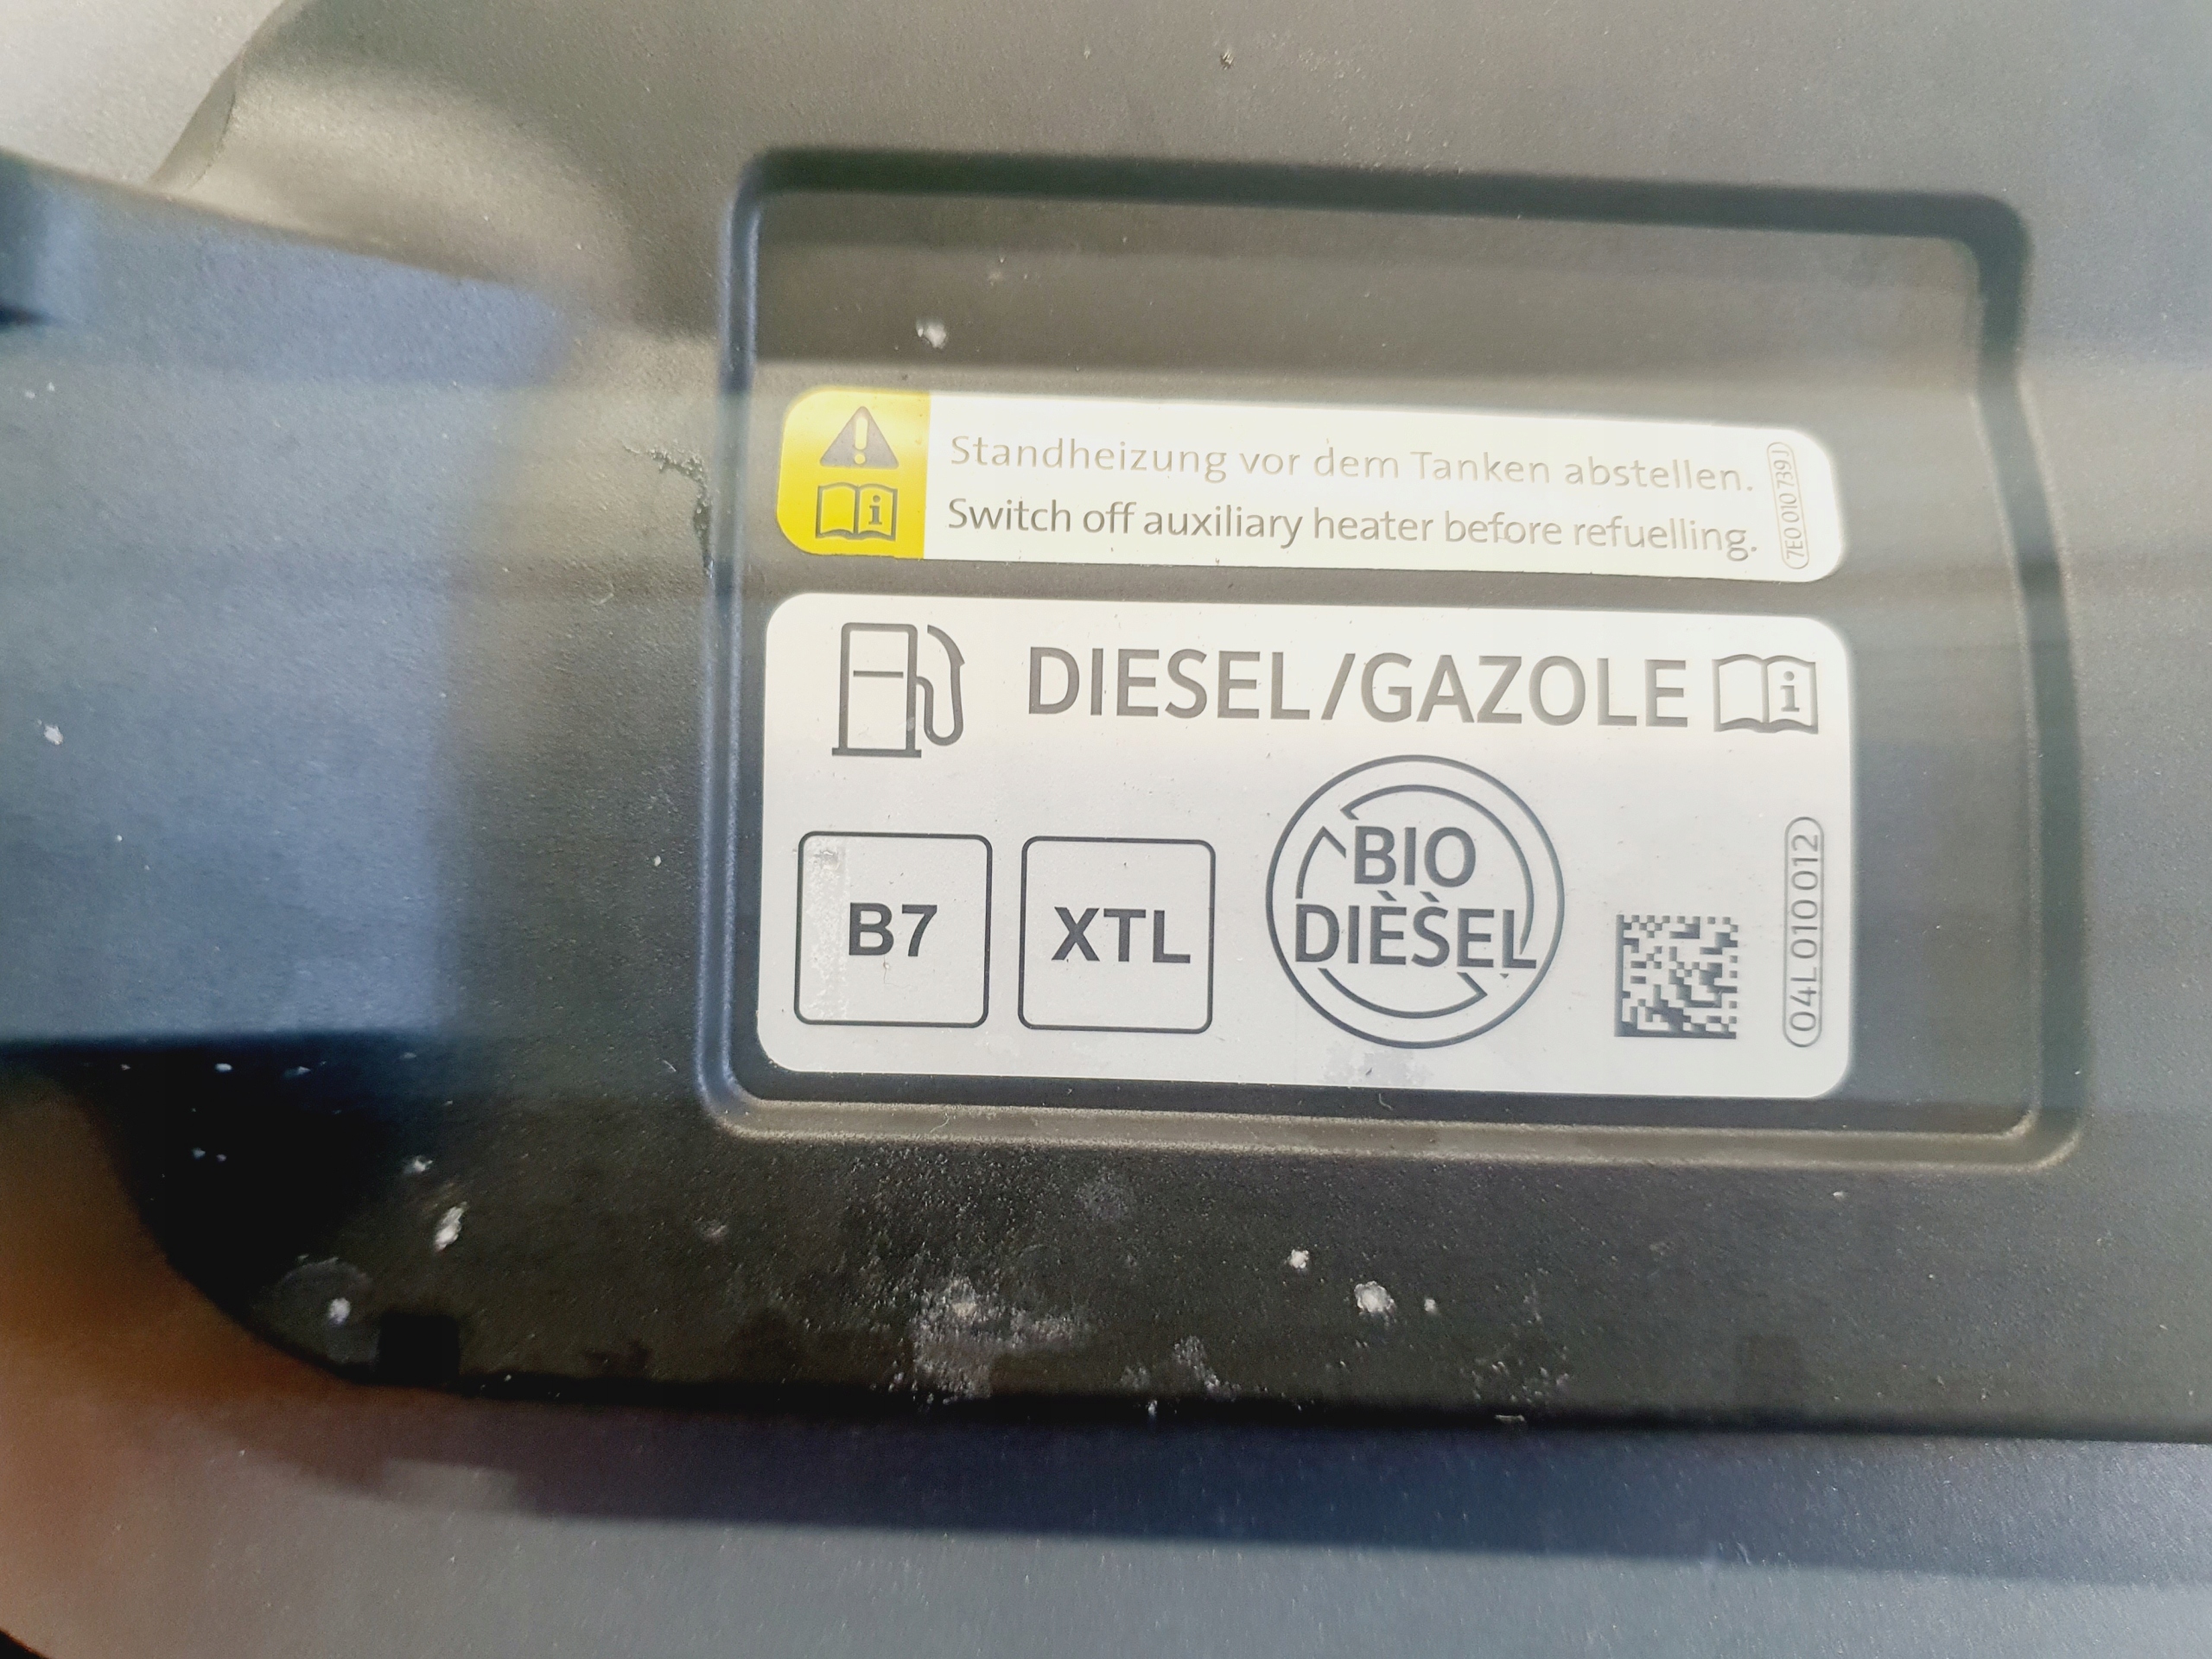 Standheizung vor dem Tanken abstellen.
Switch off auxiliary heater before refuelling.
7E0 010 739 J
DIESEL/GAZOLE
B7
XTL
BIO
DIÈSEL
04L 010 012